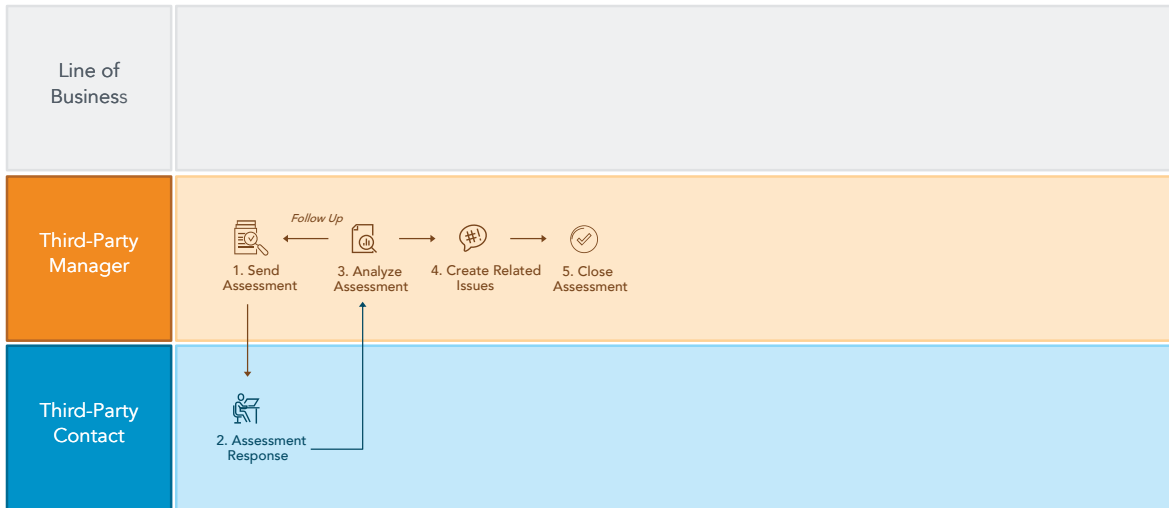 Line of
Business
Third-Party
Manager
Follow Up
1. Send
Assessment
3. Analyze
Assessment
4. Create Related
Issues
5. Close
Assessment
#!
Third-Party
Contact
2. Assessment
Response